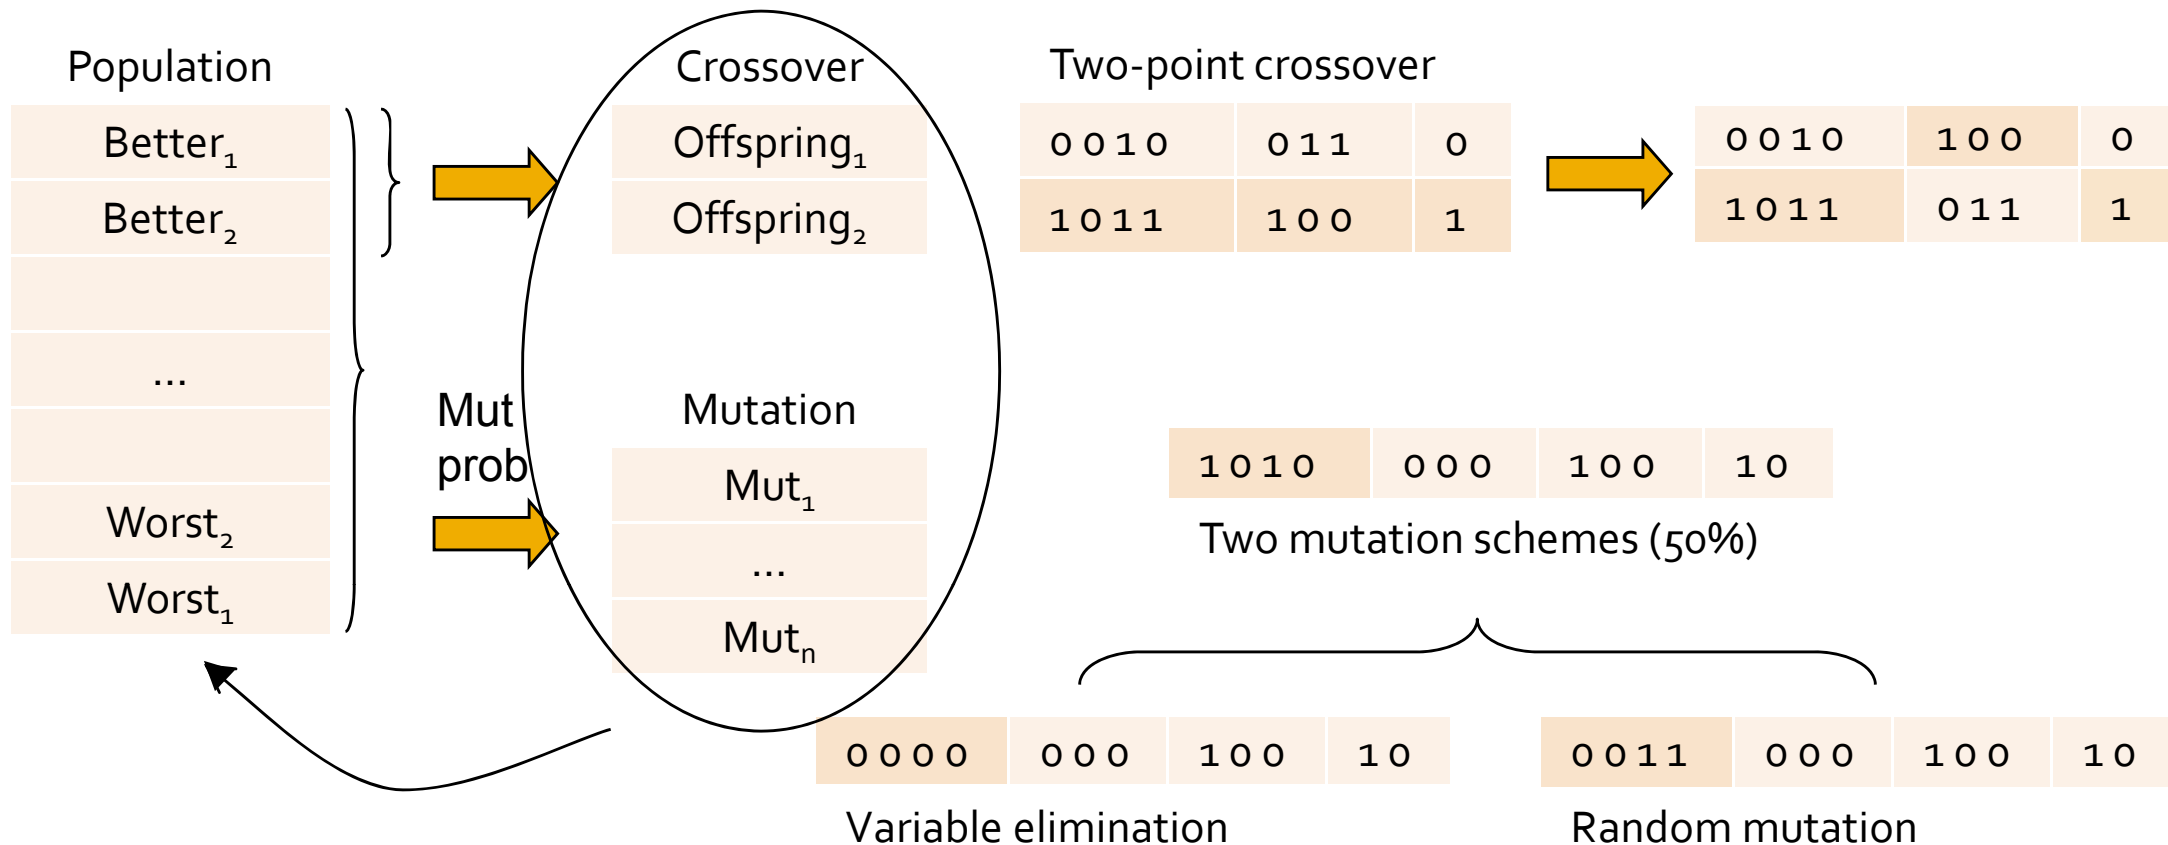 Population
Better1
Better2
...
Worst2
Worst1
Mut
prob
Crossover
Offspring1
Offspring2
Mutation
Mut1
...
Mutn
Two-point crossover
0010 011 0
1011 100 1
0010 100 0
1011 011 1
1010 000 100 10
Two mutation schemes (50%)
0000 000 100 10
Variable elimination
0011 000 100 10
Random mutation